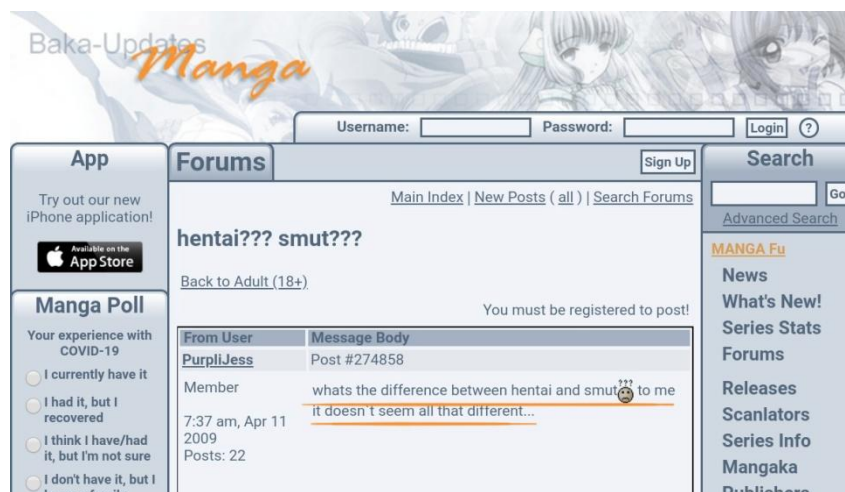 Baka-Updates
Manga
Username:
Password:
Login ?
App
Try out our new
iPhone application!
Available on the
App Store
Manga Poll
Your experience with
COVID-19
I currently have it
I had it, but I
recovered
I think I have/had
it, but I'm not sure
I don't have it, but I
Forums
Sign Up
Main Index | New Posts ( all ) | Search Forums
hentai??? smut???
Back to Adult (18+)
You must be registered to post!
From User Message Body
PurpliJess Post #274858
Member
7:37 am, Apr 11
2009
Posts: 22
whats the difference between hentai and smut ??? to me
it doesn't seem all that different...
Search
Go
Advanced Search
MANGA Fu
News
What's New!
Series Stats
Forums
Releases
Scanlators
Series Info
Mangaka